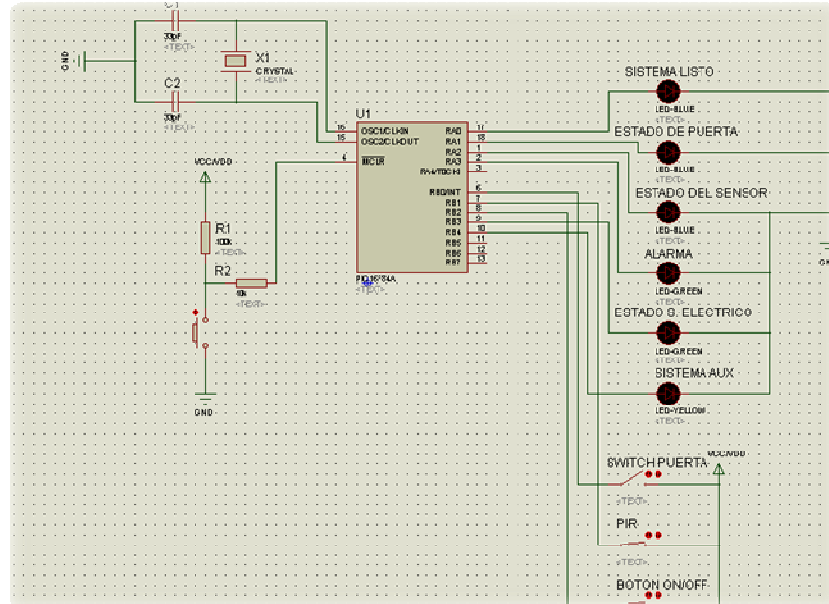 C1
33pF
<TEXT>
X1
CRYSTAL
<TEXT>
GND
C2
33pF
<TEXT>
U1
16
OSC1/CLKIN
15
OSC2/CLKOUT
4
MCLR
RA0
17
RA1
18
RA2
1
RA3
2
RA4/T0CKI
3
RB0/INT
6
RB1
7
RB2
8
RB3
9
RB4
10
RB5
11
RB6
12
RB7
13
PIC16F84A
<TEXT>
VCC/VDD
R1
100k
<TEXT>
R2
10k
<TEXT>
GND
SISTEMA LISTO
LED-BLUE
<TEXT>
ESTADO DE PUERTA
LED-BLUE
<TEXT>
ESTADO DEL SENSOR
LED-BLUE
<TEXT>
ALARMA
LED-GREEN
<TEXT>
ESTADO S. ELECTRICO
LED-GREEN
<TEXT>
SISTEMA AUX
LED-YELLOW
<TEXT>
VCC/VDD
SWITCH PUERTA
<TEXT>
PIR
<TEXT>
BOTON ON/OFF